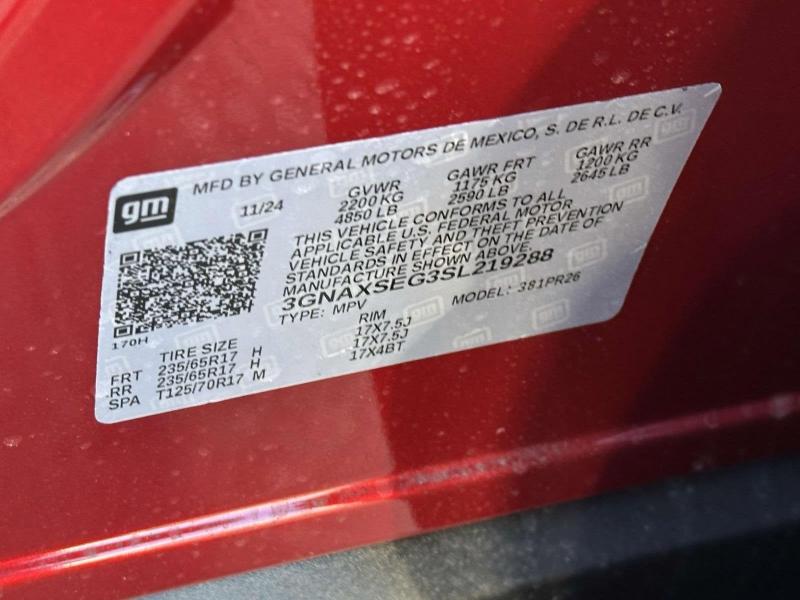 gm
MFD BY GENERAL MOTORS DE MEXICO, S. DE R.L. DE C.V.
11/24
GVWR
2200 KG
4850 LB
GAWR FRT
1175 KG
2590 LB
GAWR RR
1200 KG
2645 LB
THIS VEHICLE CONFORMS TO ALL
APPLICABLE U.S. FEDERAL MOTOR
VEHICLE SAFETY AND THEFT PREVENTION
STANDARDS IN EFFECT ON THE DATE OF
MANUFACTURE SHOWN ABOVE.
3GNAXSEG3SL219288
TYPE: MPV MODEL: 381PR26
170H
TIRE SIZE RIM
FRT 235/65R17 H 17X7.5J
RR 235/65R17 H 17X7.5J
SPA T125/70R17 M 17X4BT